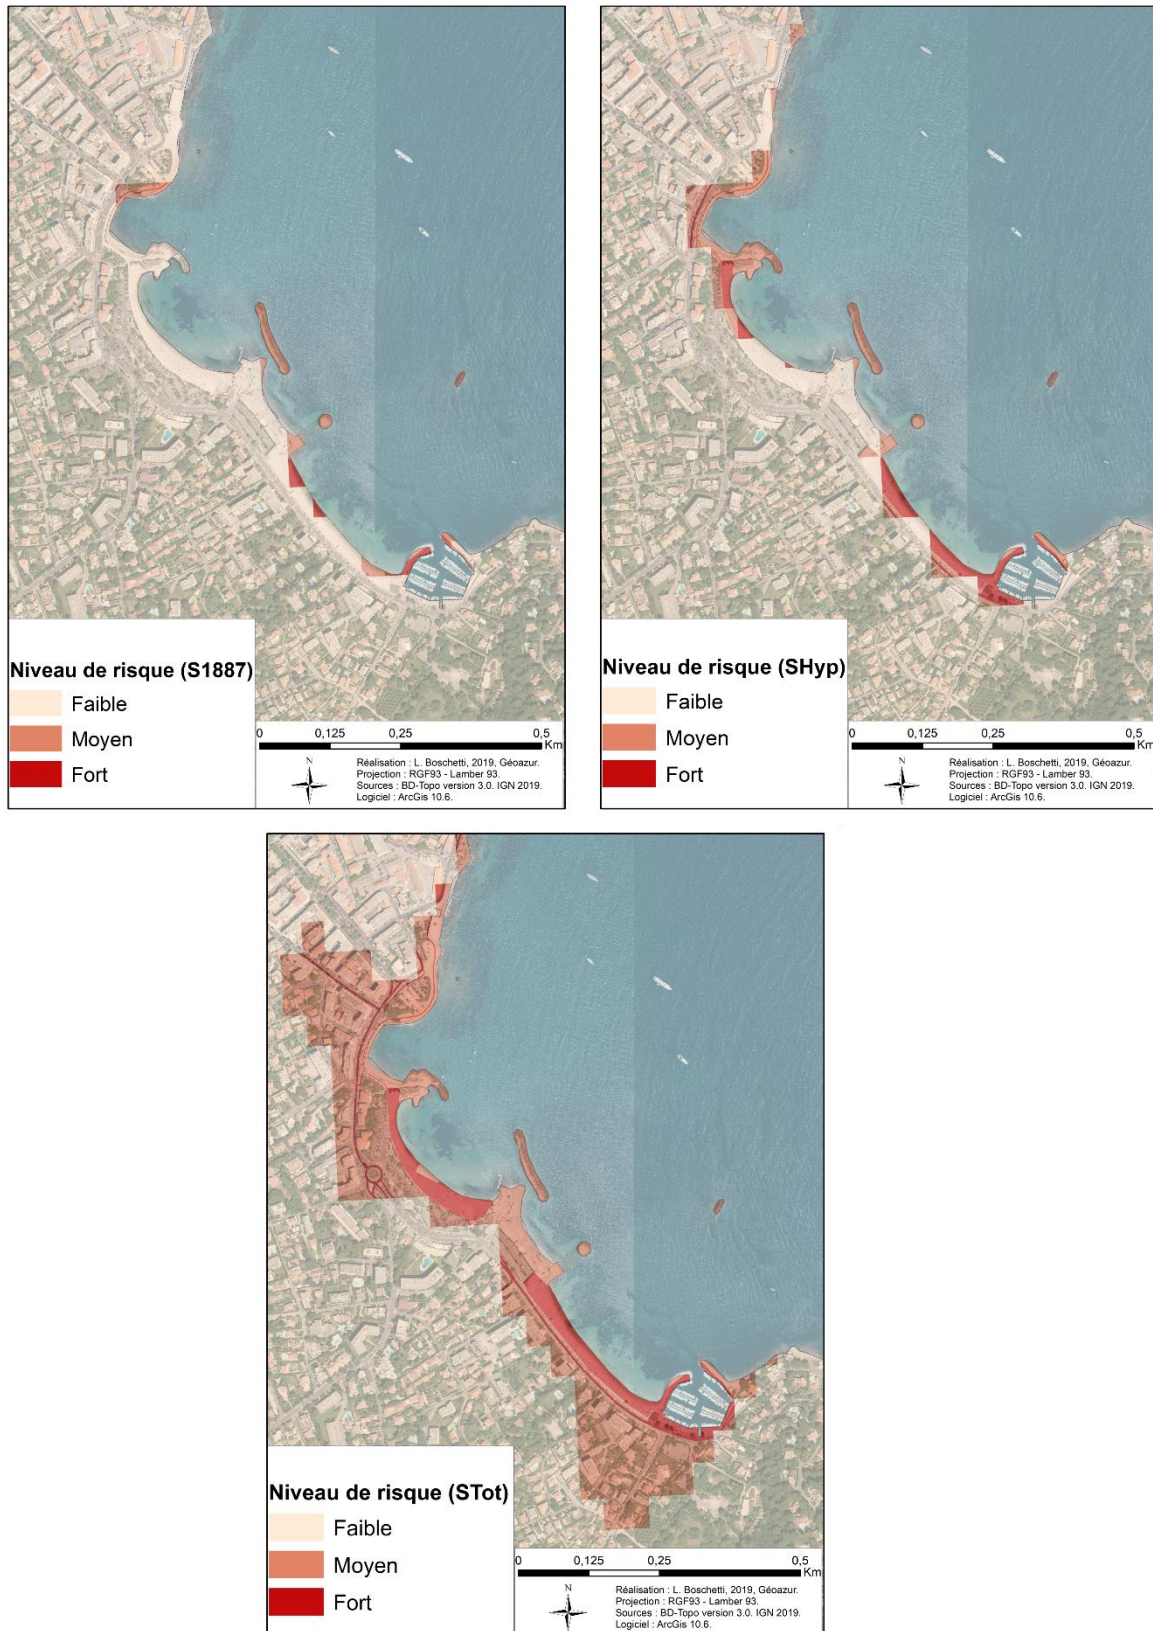 Niveau de risque (S1887)
Faible
Moyen
Fort
0 0,125 0,25 0,5
Km
N
Réalisation : L. Boschetti, 2019, Géoazur.
Projection : RGF93 - Lamber 93.
Sources : BD-Topo version 3.0. IGN 2019.
Logiciel : ArcGis 10.6.
Niveau de risque (SHyp)
Faible
Moyen
Fort
0 0,125 0,25 0,5
Km
N
Réalisation : L. Boschetti, 2019, Géoazur.
Projection : RGF93 - Lamber 93.
Sources : BD-Topo version 3.0. IGN 2019.
Logiciel : ArcGis 10.6.
Niveau de risque (STot)
Faible
Moyen
Fort
0 0,125 0,25 0,5
Km
N
Réalisation : L. Boschetti, 2019, Géoazur.
Projection : RGF93 - Lamber 93.
Sources : BD-Topo version 3.0. IGN 2019.
Logiciel : ArcGis 10.6.